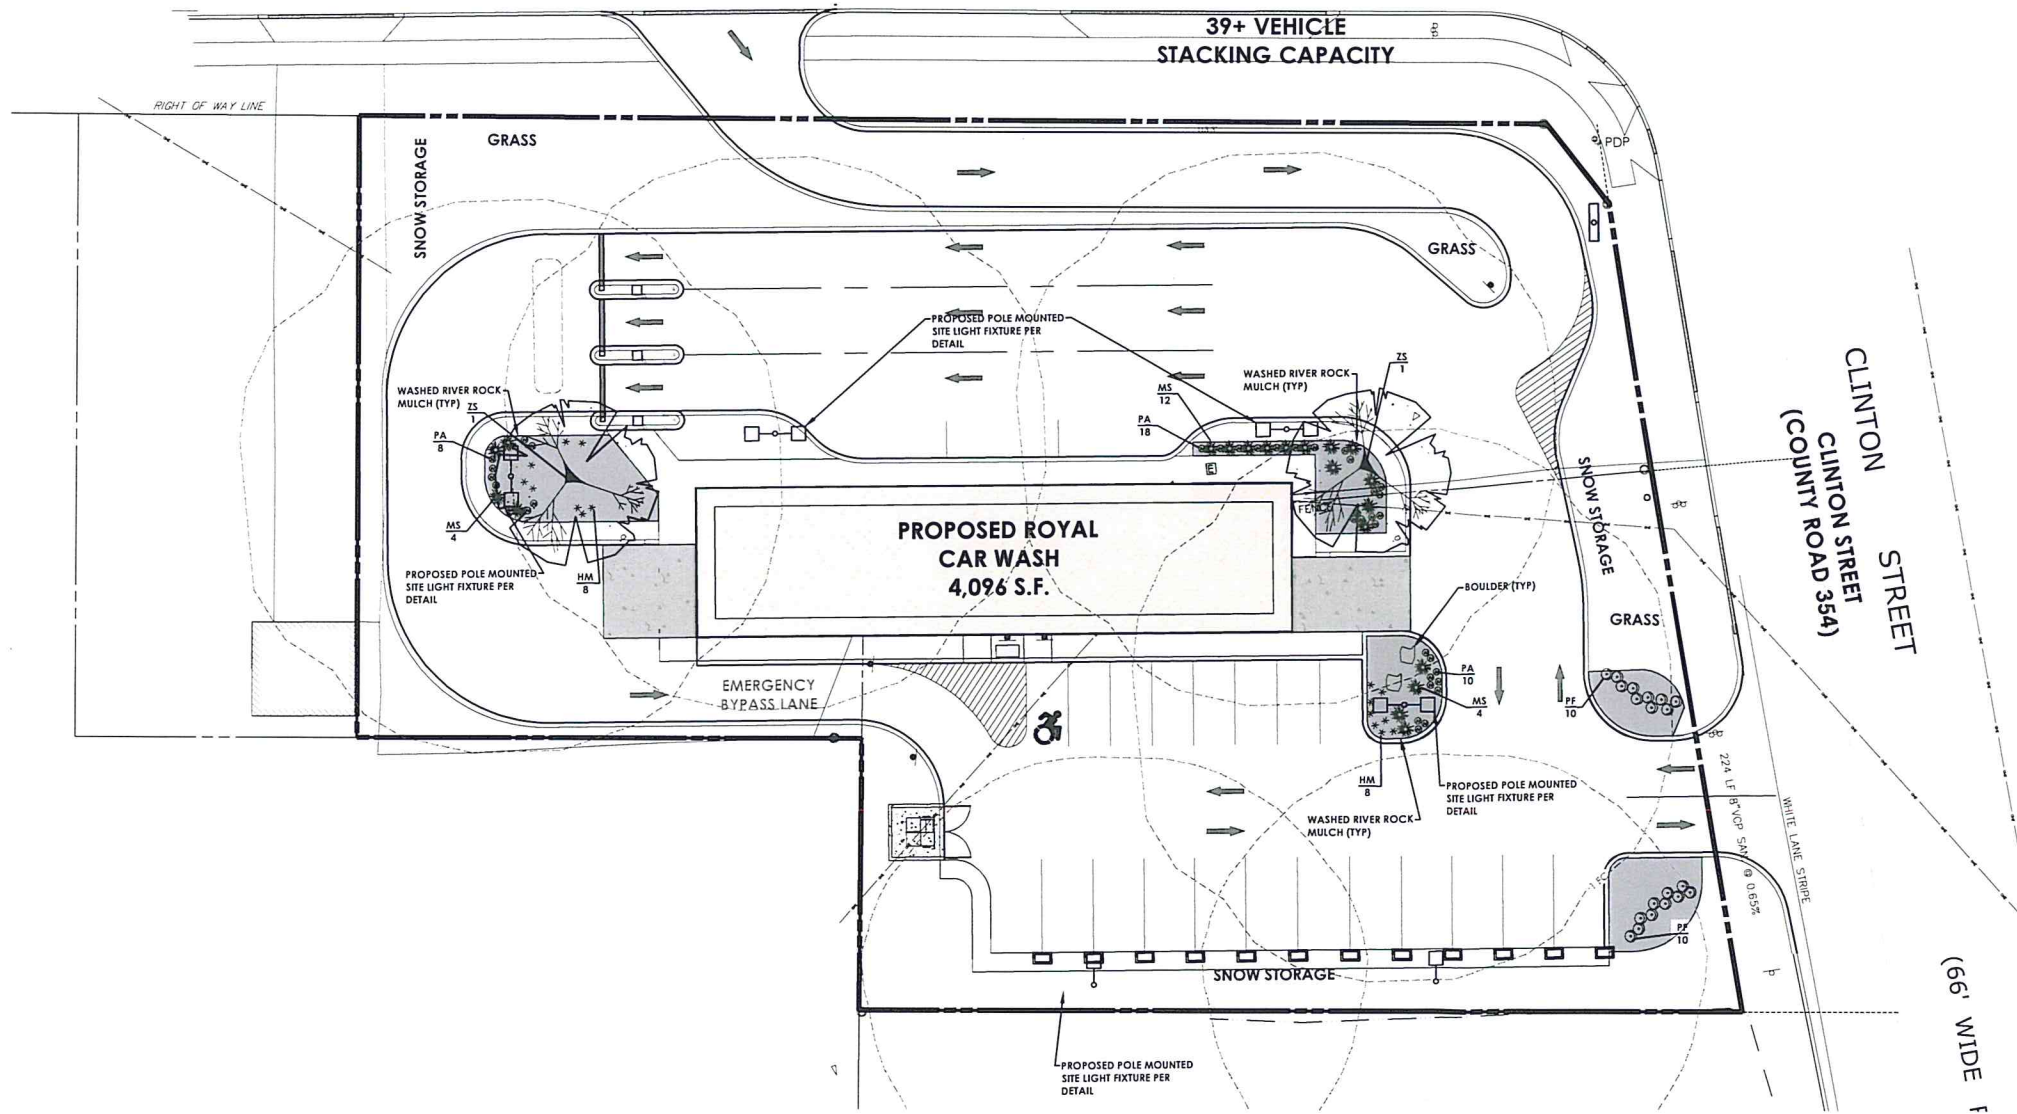 39+ VEHICLE
STACKING CAPACITY
RIGHT OF WAY LINE
GRASS
SNOW STORAGE
PDP
GRASS
PROPOSED POLE MOUNTED
SITE LIGHT FIXTURE PER
DETAIL
WASHED RIVER ROCK
MULCH (TYP)
ZS
1
PA
8
MS
4
PROPOSED POLE MOUNTED
SITE LIGHT FIXTURE PER
DETAIL
HM
8
WASHED RIVER ROCK
MULCH (TYP)
ZS
1
MS
12
PA
18
E
FENCE
PROPOSED ROYAL
CAR WASH
4,096 S.F.
CLINTON STREET
CLINTON STREET
(COUNTY ROAD 354)
SNOW STORAGE
GRASS
BOULDER (TYP)
PA
10
MS
4
PF
10
EMERGENCY
BYPASS LANE
HM
8
PROPOSED POLE MOUNTED
SITE LIGHT FIXTURE PER
DETAIL
WASHED RIVER ROCK
MULCH (TYP)
224 LF 8"VCP SAN @ 0.65%
WHITE LANE STRIPE
PF
10
SNOW STORAGE
PROPOSED POLE MOUNTED
SITE LIGHT FIXTURE PER
DETAIL
(66' WIDE